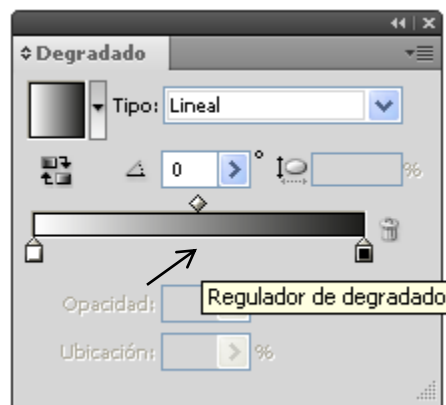 Degradado
Tipo: Lineal
0 ° %
Regulador de degradado
Opacidad:
Ubicación: %